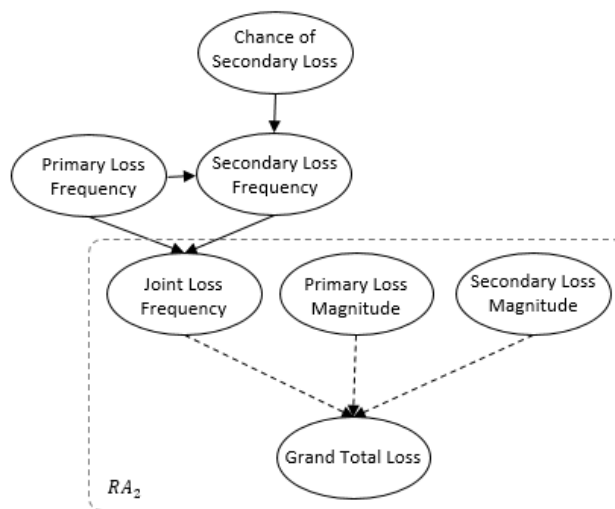 Chance of
Secondary Loss
Primary Loss
Frequency
Secondary Loss
Frequency
Joint Loss
Frequency
Primary Loss
Magnitude
Secondary Loss
Magnitude
Grand Total Loss
RA₂